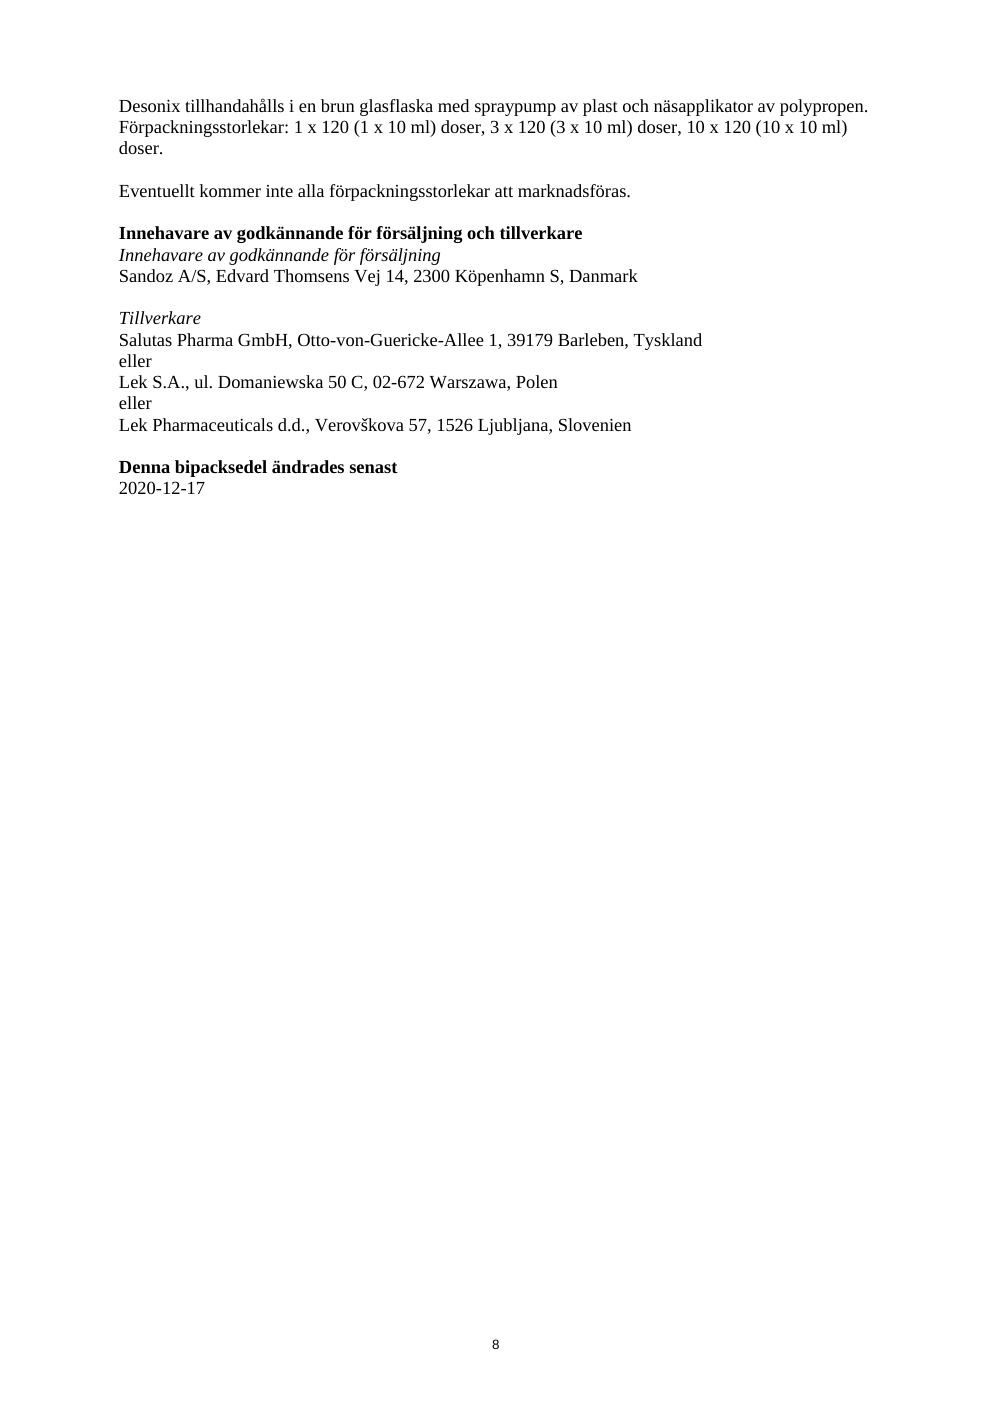 Desonix tillhandahålls i en brun glasflaska med spraypump av plast och näsapplikator av polypropen.
Förpackningsstorlekar: 1 x 120 (1 x 10 ml) doser, 3 x 120 (3 x 10 ml) doser, 10 x 120 (10 x 10 ml)
doser.
Eventuellt kommer inte alla förpackningsstorlekar att marknadsföras.
Innehavare av godkännande för försäljning och tillverkare
Innehavare av godkännande för försäljning
Sandoz A/S, Edvard Thomsens Vej 14, 2300 Köpenhamn S, Danmark
Tillverkare
Salutas Pharma GmbH, Otto-von-Guericke-Allee 1, 39179 Barleben, Tyskland
eller
Lek S.A., ul. Domaniewska 50 C, 02-672 Warszawa, Polen
eller
Lek Pharmaceuticals d.d., Verovškova 57, 1526 Ljubljana, Slovenien
Denna bipacksedel ändrades senast
2020-12-17
8